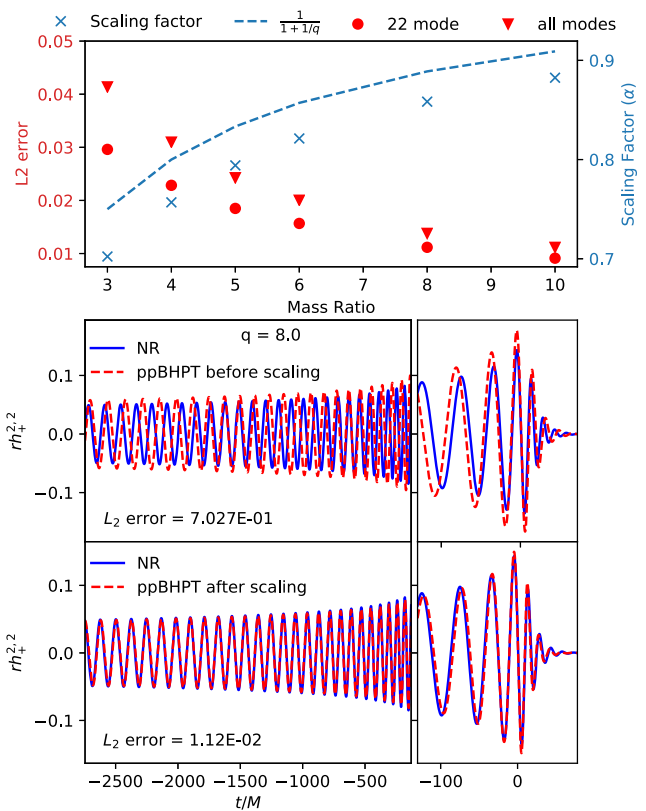 Scaling factor 1/(1+1/q) 22 mode all modes
L2 error
0.05
0.04
0.03
0.02
0.01
0.9
0.8
0.7
Scaling Factor (α)
3 4 5 6 7 8 9 10
Mass Ratio
q = 8.0
NR
ppBHPT before scaling
rh₊²,²
0.1
0.0
−0.1
L₂ error = 7.027E-01
NR
ppBHPT after scaling
rh₊²,²
0.1
0.0
−0.1
L₂ error = 1.12E-02
−2500 −2000 −1500 −1000 −500 −100 0
t/M